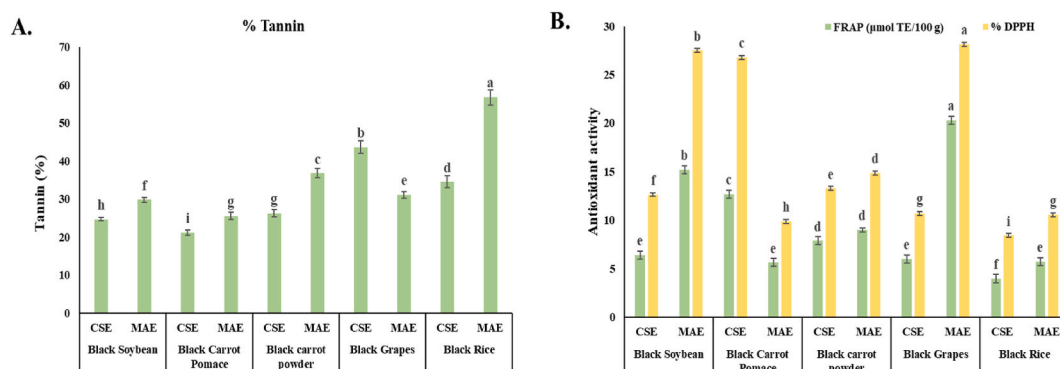 A.
% Tannin
Tannin (%)
70
60
50
40
30
20
10
0
h
f
i
g
g
c
b
e
d
a
CSE MAE CSE MAE CSE MAE CSE MAE CSE MAE
Black Soybean Black Carrot Pomace Black carrot powder Black Grapes Black Rice
B.
FRAP (µmol TE/100 g) % DPPH
Antioxidant activity
30
25
20
15
10
5
0
e f
b b
c c
e h
d e
d d
e g
a a
f i
e g
CSE MAE CSE MAE CSE MAE CSE MAE CSE MAE
Black Soybean Black Carrot Pomace Black carrot powder Black Grapes Black Rice